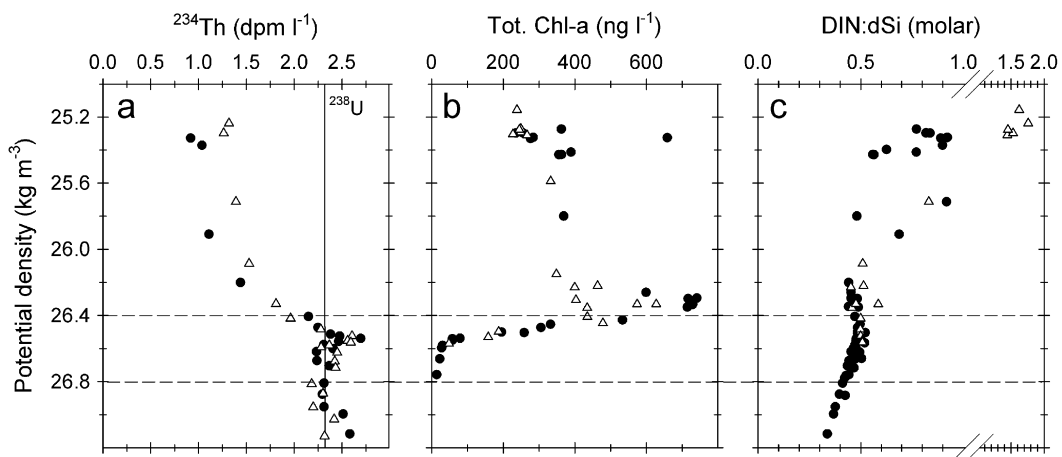 ²³⁴Th (dpm l⁻¹) Tot. Chl-a (ng l⁻¹) DIN:dSi (molar)
0.0 0.5 1.0 1.5 2.0 2.5 0 200 400 600 0.0 0.5 1.0 1.5 2.0
a ²³⁸U b c
25.2
25.6
26.0
26.4
26.8
Potential density (kg m⁻³)